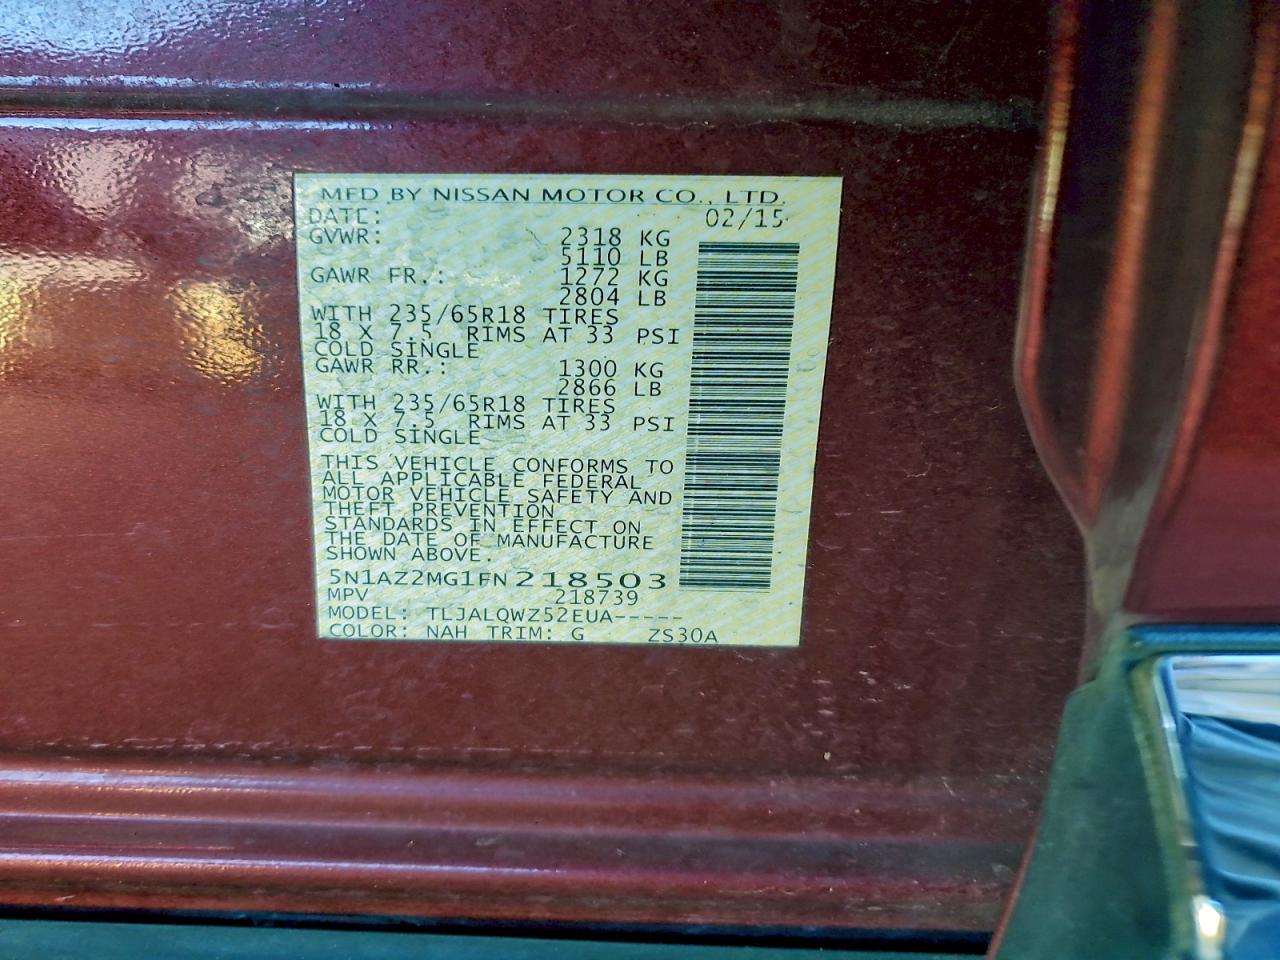 MFD BY NISSAN MOTOR CO., LTD.
DATE: 02/15
GVWR: 2318 KG
5110 LB
GAWR FR.: 1272 KG
2804 LB
WITH 235/65R18 TIRES
18 X 7.5 RIMS AT 33 PSI
COLD SINGLE
GAWR RR.: 1300 KG
2866 LB
WITH 235/65R18 TIRES
18 X 7.5 RIMS AT 33 PSI
COLD SINGLE
THIS VEHICLE CONFORMS TO
ALL APPLICABLE FEDERAL
MOTOR VEHICLE SAFETY AND
THEFT PREVENTION
STANDARDS IN EFFECT ON
THE DATE OF MANUFACTURE
SHOWN ABOVE.
5N1AZ2MG1FN218503
MPV 218739
MODEL: TLJALQWZ52EUA-----
COLOR: NAH TRIM: G ZS30A